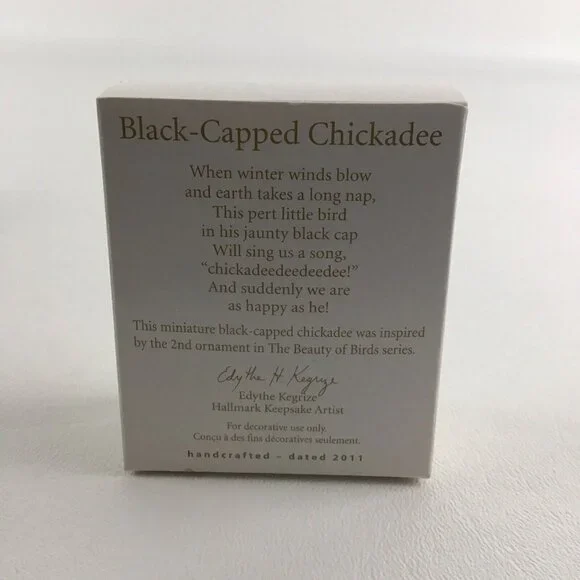 Black-Capped Chickadee
When winter winds blow
and earth takes a long nap,
This pert little bird
in his jaunty black cap
Will sing us a song,
“chickadeedeedeedee!”
And suddenly we are
as happy as he!
This miniature black-capped chickadee was inspired
by the 2nd ornament in The Beauty of Birds series.
Edythe H. Kegrize
Edythe Kegrize
Hallmark Keepsake Artist
For decorative use only.
Conçu à des fins décoratives seulement.
handcrafted – dated 2011